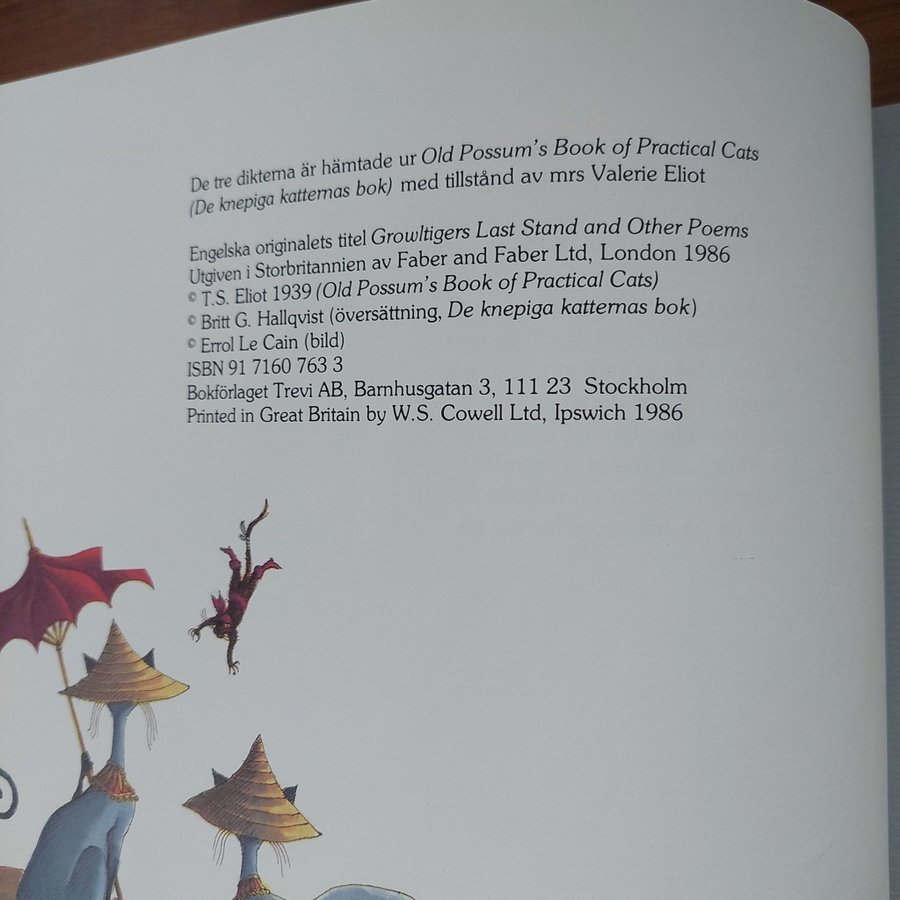 De tre dikterna är hämtade ur Old Possum's Book of Practical Cats
(De knepiga katternas bok) med tillstånd av mrs Valerie Eliot
Engelska originalets titel Growltigers Last Stand and Other Poems
Utgiven i Storbritannien av Faber and Faber Ltd, London 1986
© T.S. Eliot 1939 (Old Possum's Book of Practical Cats)
© Britt G. Hallqvist (översättning, De knepiga katternas bok)
© Errol Le Cain (bild)
ISBN 91 7160 763 3
Bokförlaget Trevi AB, Barnhusgatan 3, 111 23 Stockholm
Printed in Great Britain by W.S. Cowell Ltd, Ipswich 1986